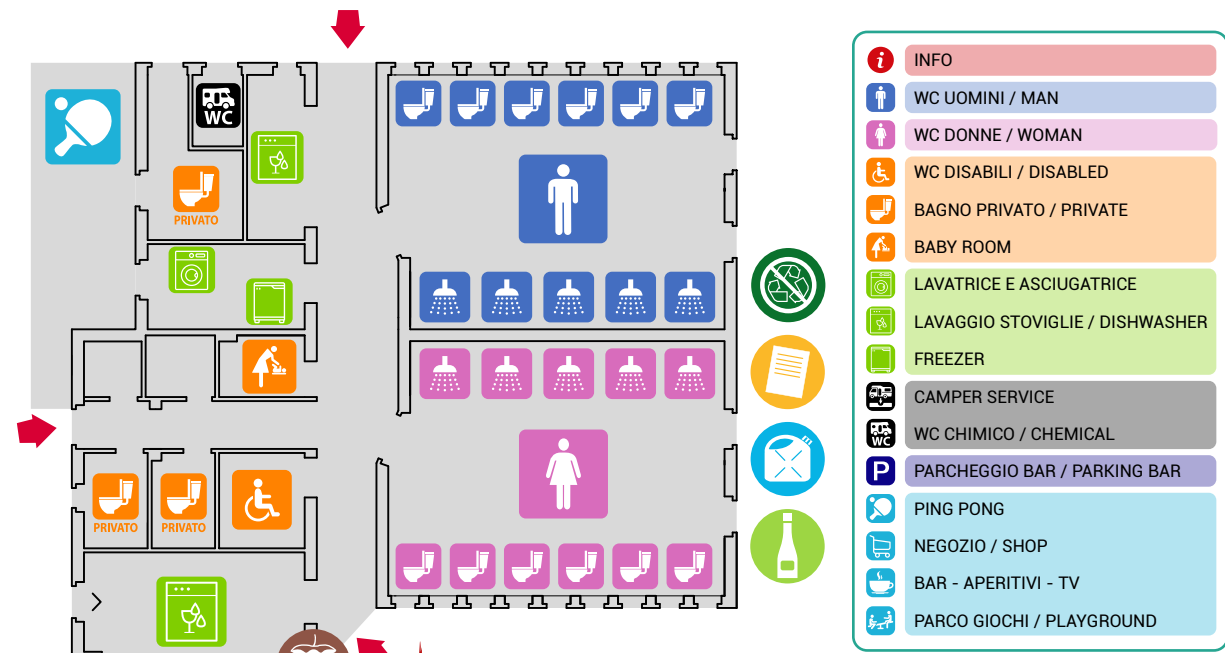 WC
PRIVATO
PRIVATO
PRIVATO
i INFO
WC UOMINI / MAN
WC DONNE / WOMAN
WC DISABILI / DISABLED
BAGNO PRIVATO / PRIVATE
BABY ROOM
LAVATRICE E ASCIUGATRICE
LAVAGGIO STOVIGLIE / DISHWASHER
FREEZER
CAMPER SERVICE
WC WC CHIMICO / CHEMICAL
P PARCHEGGIO BAR / PARKING BAR
PING PONG
NEGOZIO / SHOP
BAR - APERITIVI - TV
PARCO GIOCHI / PLAYGROUND